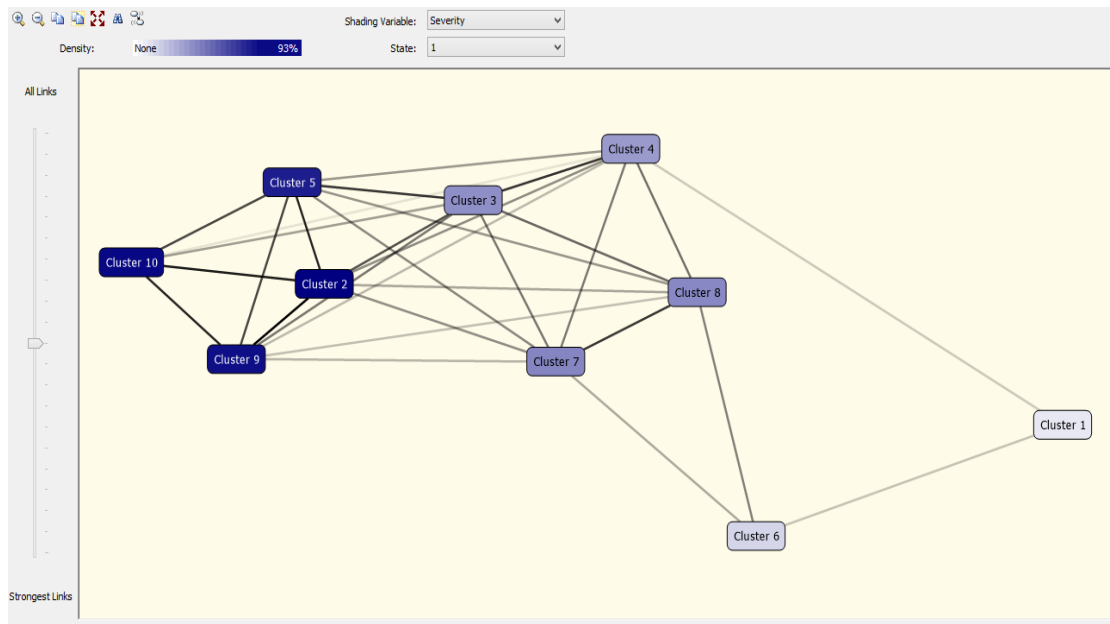 Shading Variable: Severity
Density: None 93% State: 1
All Links
Cluster 4
Cluster 5
Cluster 3
Cluster 10
Cluster 2
Cluster 8
Cluster 9
Cluster 7
Cluster 1
Cluster 6
Strongest Links